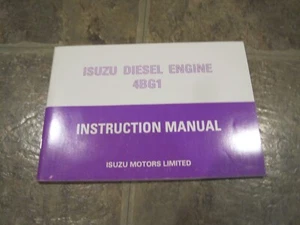 ISUZU DIESEL ENGINE
4BG1
INSTRUCTION MANUAL
ISUZU MOTORS LIMITED